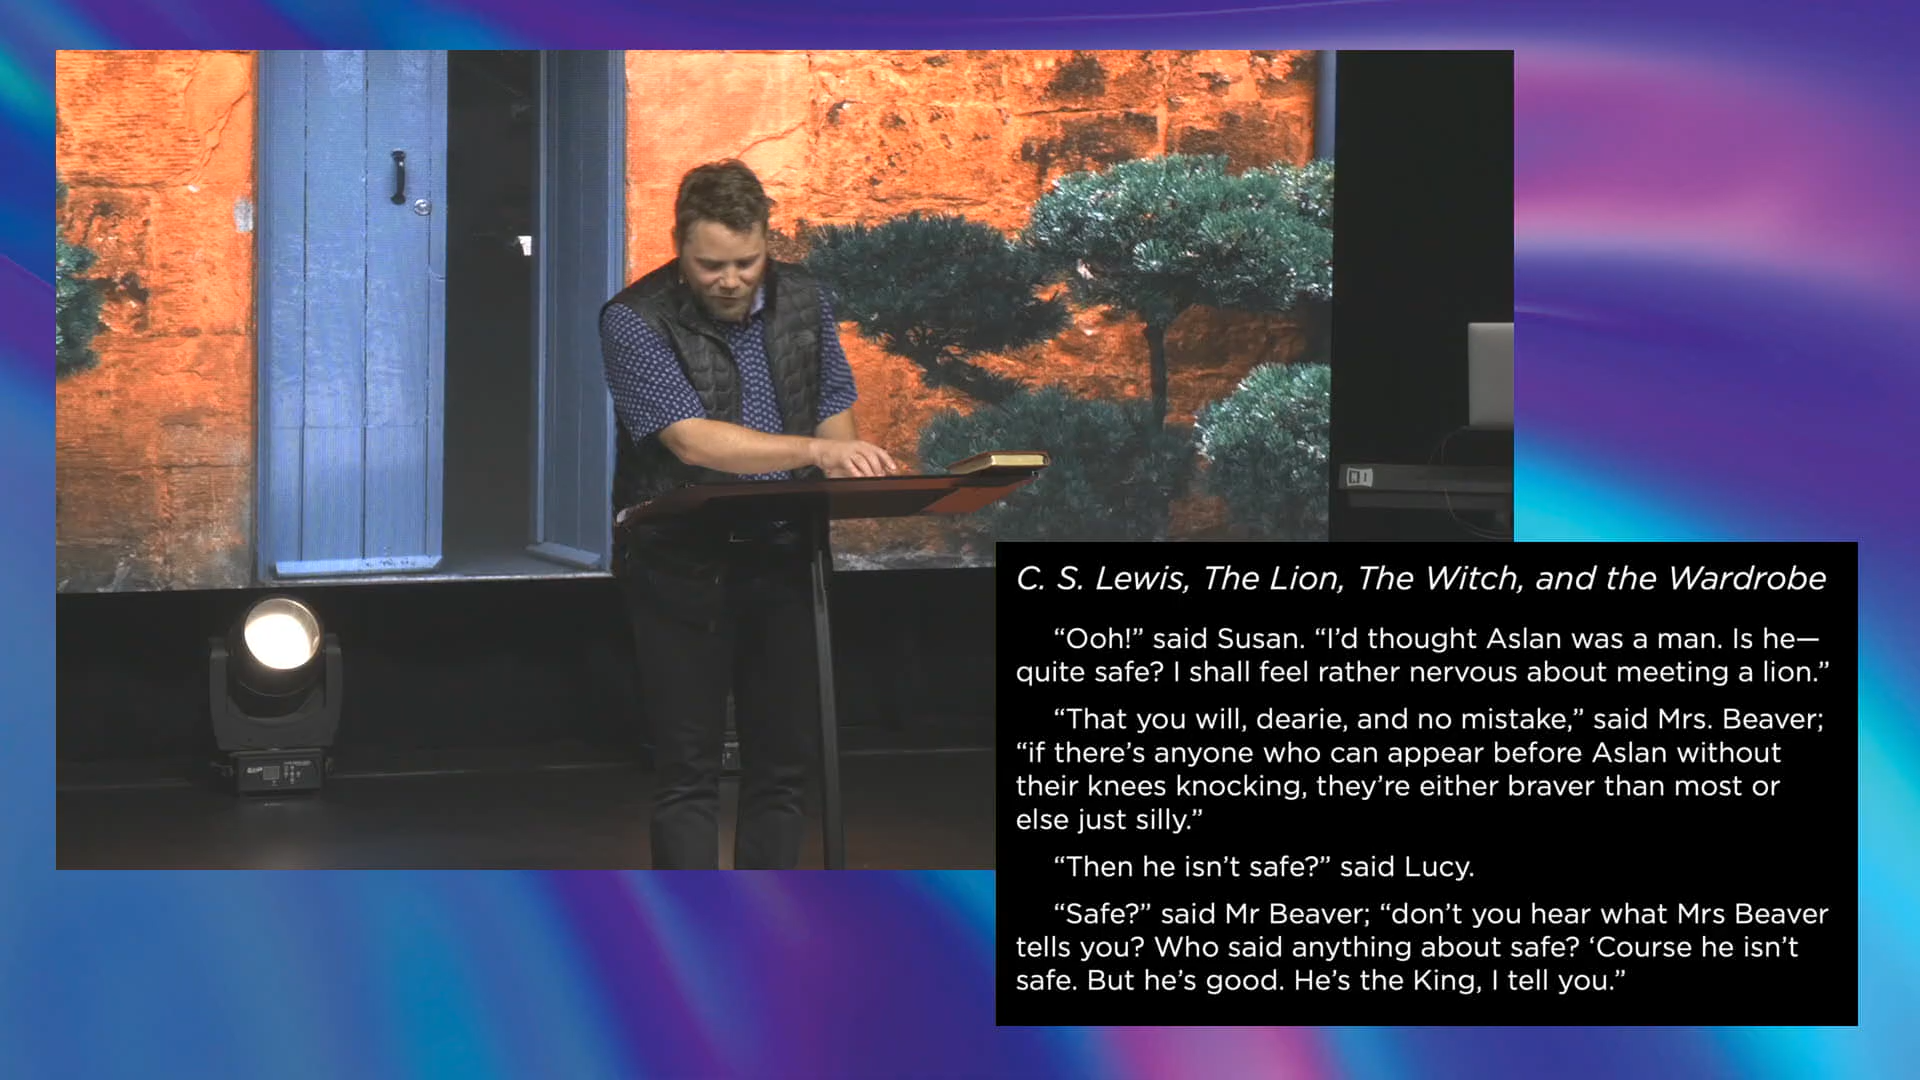 C. S. Lewis, The Lion, The Witch, and the Wardrobe
“Ooh!” said Susan. “I’d thought Aslan was a man. Is he—
quite safe? I shall feel rather nervous about meeting a lion.”
“That you will, dearie, and no mistake,” said Mrs. Beaver;
“if there’s anyone who can appear before Aslan without
their knees knocking, they’re either braver than most or
else just silly.”
“Then he isn’t safe?” said Lucy.
“Safe?” said Mr Beaver; “don’t you hear what Mrs Beaver
tells you? Who said anything about safe? ‘Course he isn’t
safe. But he’s good. He’s the King, I tell you.”